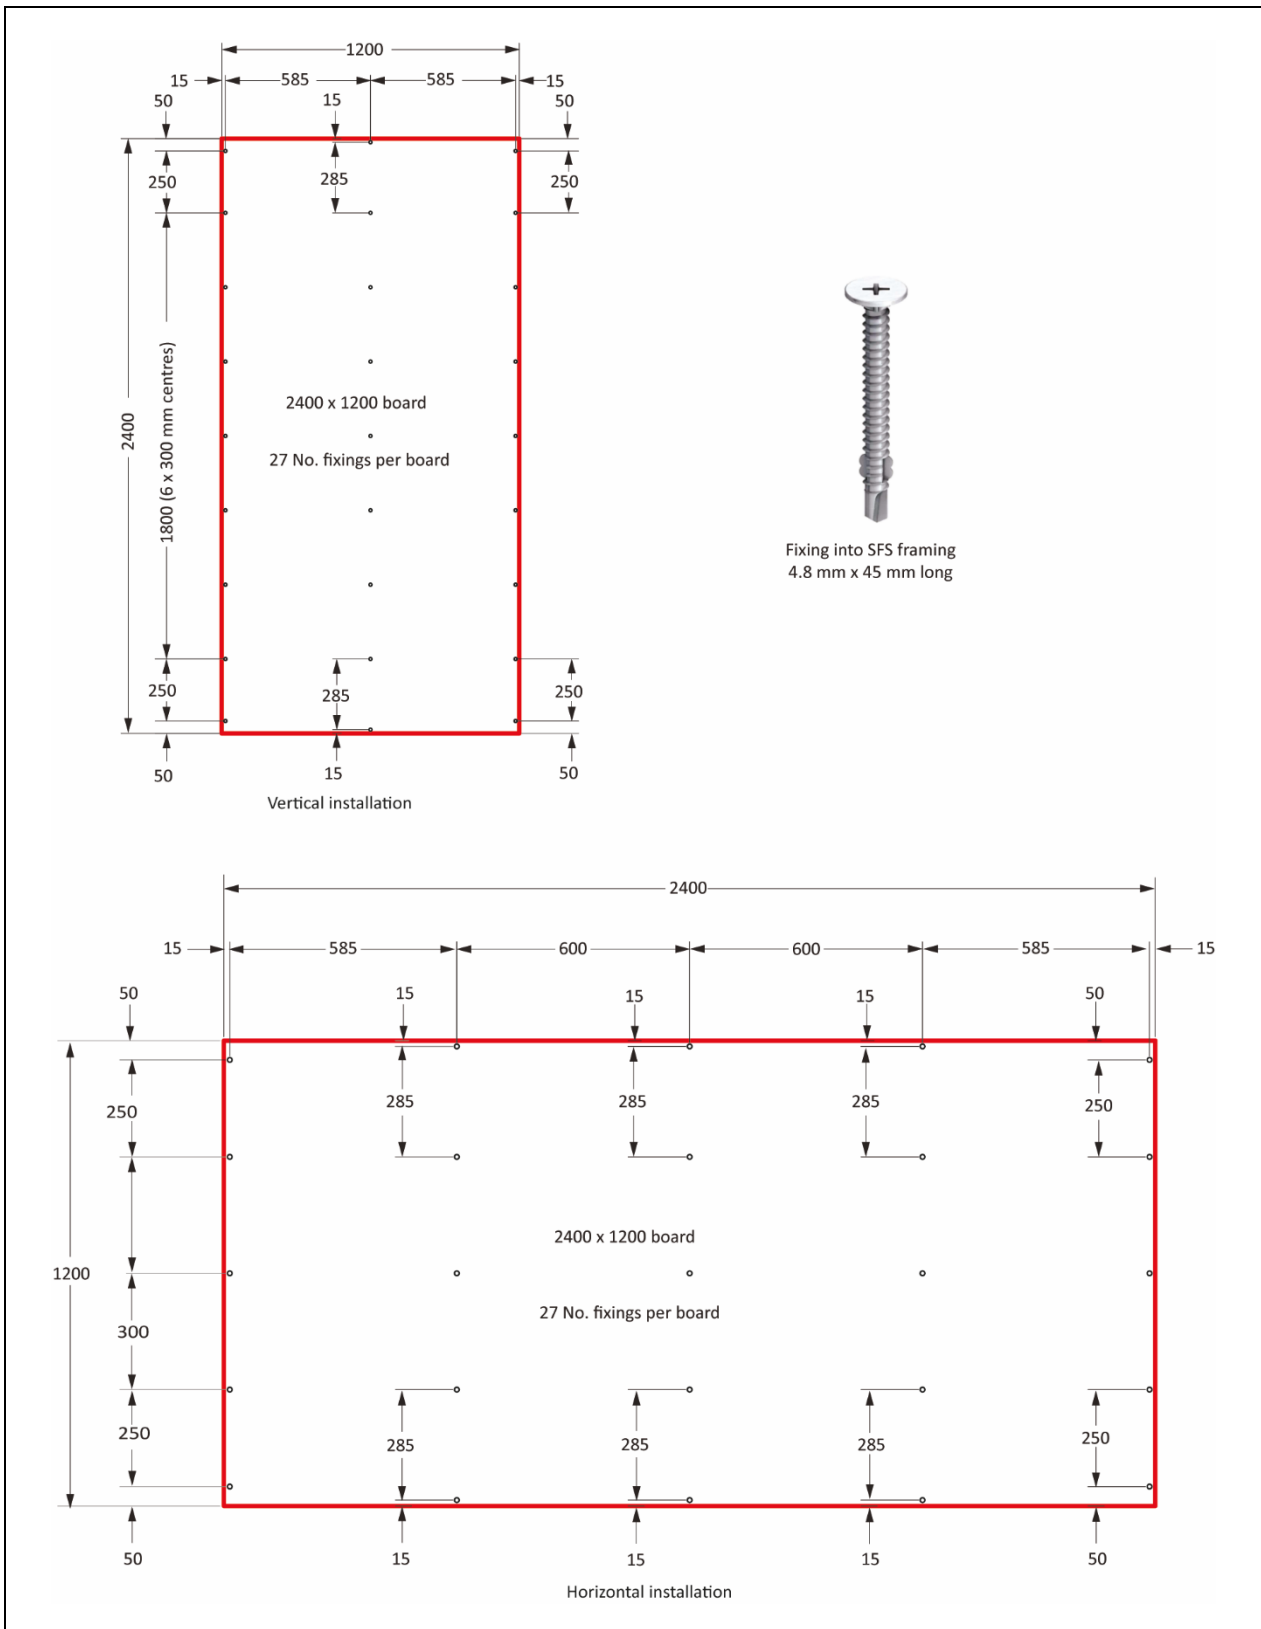 1200
15 585 585 15
50 15 50
250 285 250
2400
1800 (6 x 300 mm centres)
2400 x 1200 board
27 No. fixings per board
Fixing into SFS framing
4.8 mm x 45 mm long
250 285 250
50 15 50
Vertical installation
2400
15 585 600 600 585 15
50 15 15 15 50
250 285 285 285 250
2400 x 1200 board
1200
27 No. fixings per board
300
250 285 285 285 250
50 15 15 15 50
Horizontal installation